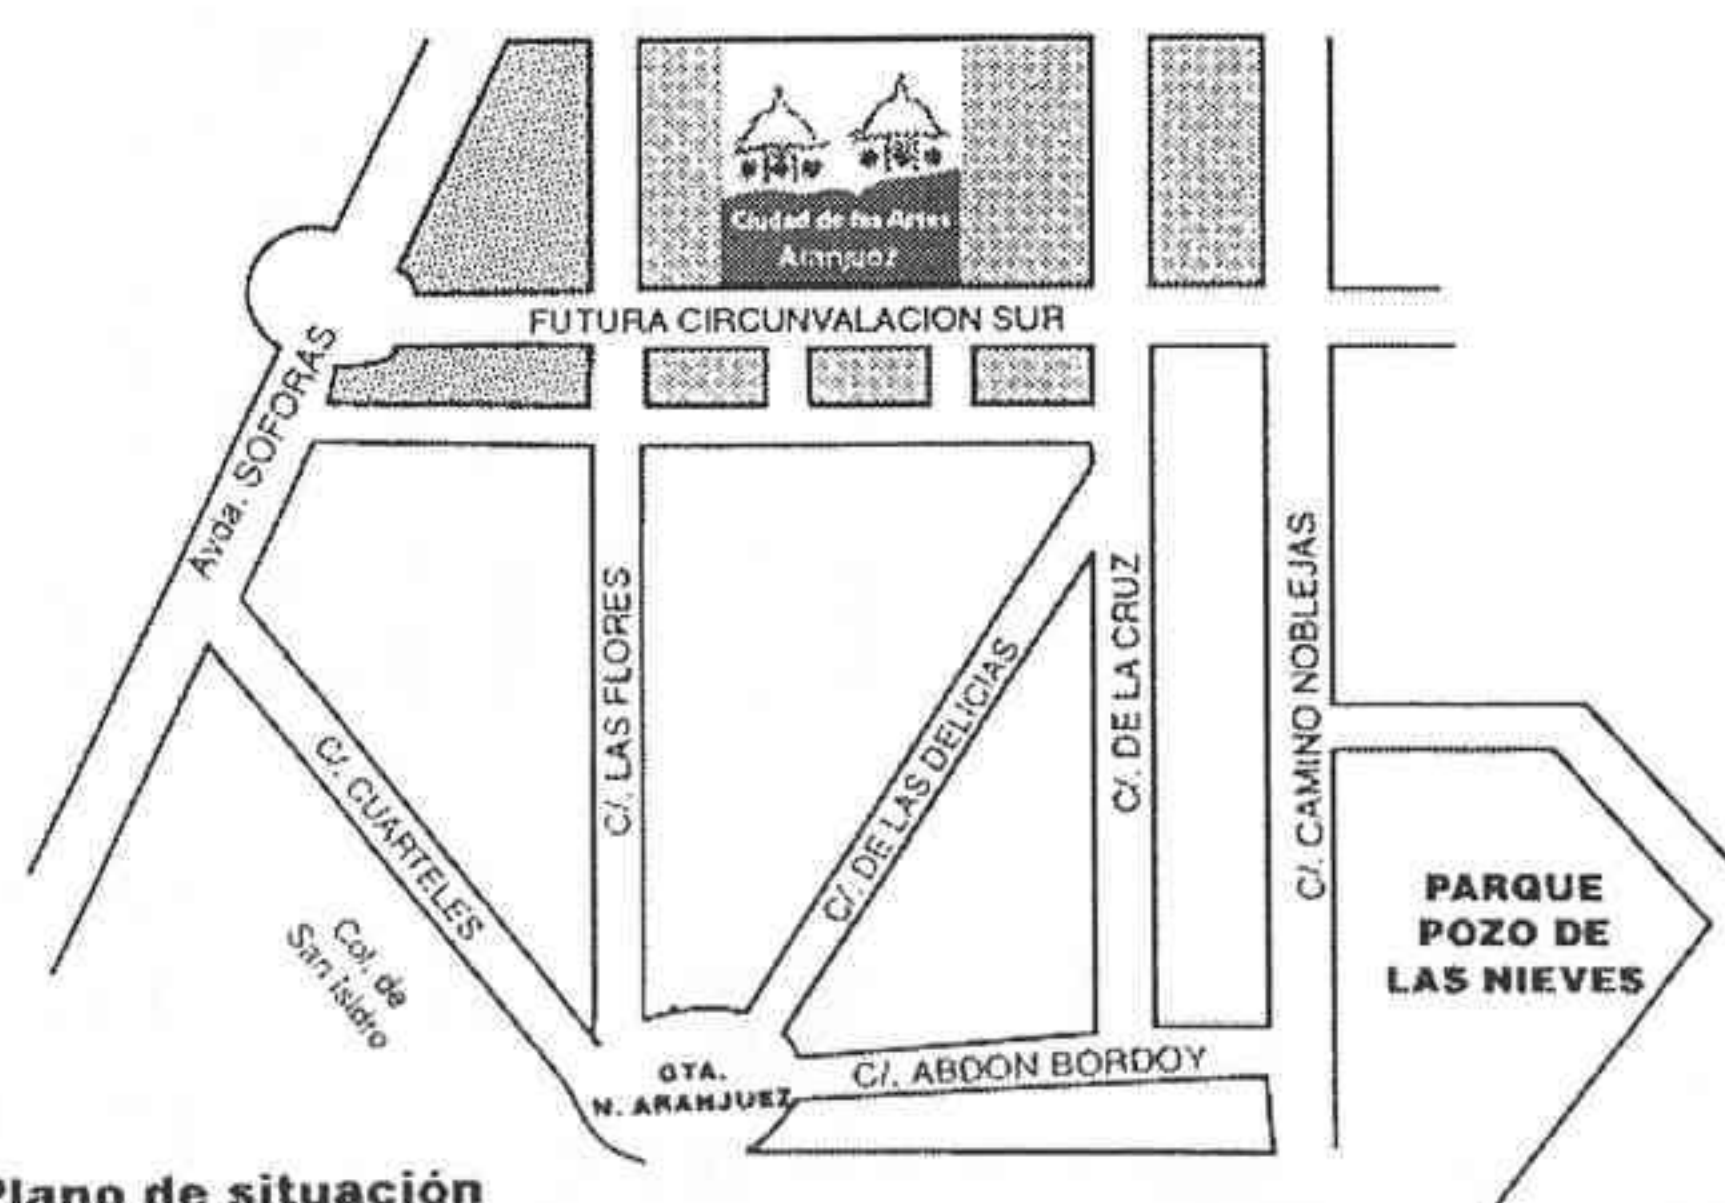 Ciudad de las Artes
Aranjuez
FUTURA CIRCUNVALACION SUR
Avda. SOFORAS
C/. CUARTELES
Col. de
San Isidro
C/. LAS FLORES
C/. DE LAS DELICIAS
C/. DE LA CRUZ
C/. CAMINO NOBLEJAS
PARQUE
POZO DE
LAS NIEVES
GTA.
N. ARANJUEZ
C/. ABDON BORDOY
Plano de situación